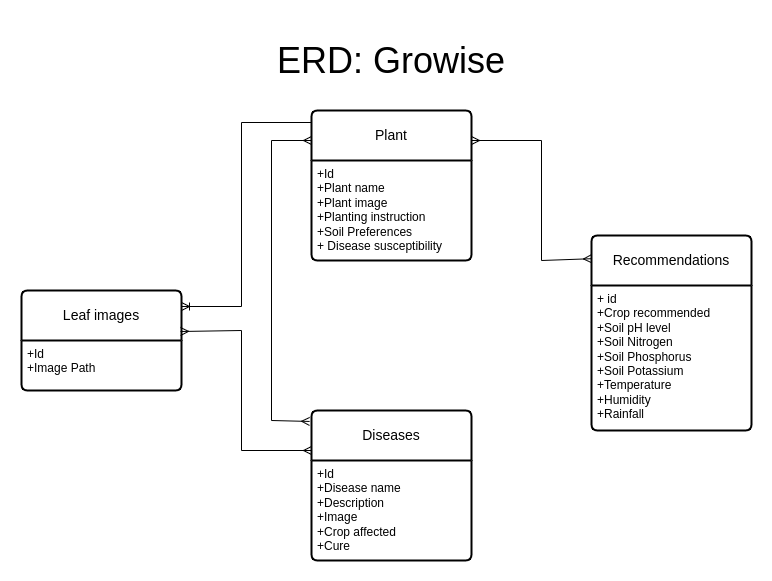 ERD: Growise
Plant
+Id
+Plant name
+Plant image
+Planting instruction
+Soil Preferences
+ Disease susceptibility
Recommendations
+ id
+Crop recommended
+Soil pH level
+Soil Nitrogen
+Soil Phosphorus
+Soil Potassium
+Temperature
+Humidity
+Rainfall
Leaf images
+Id
+Image Path
Diseases
+Id
+Disease name
+Description
+Image
+Crop affected
+Cure